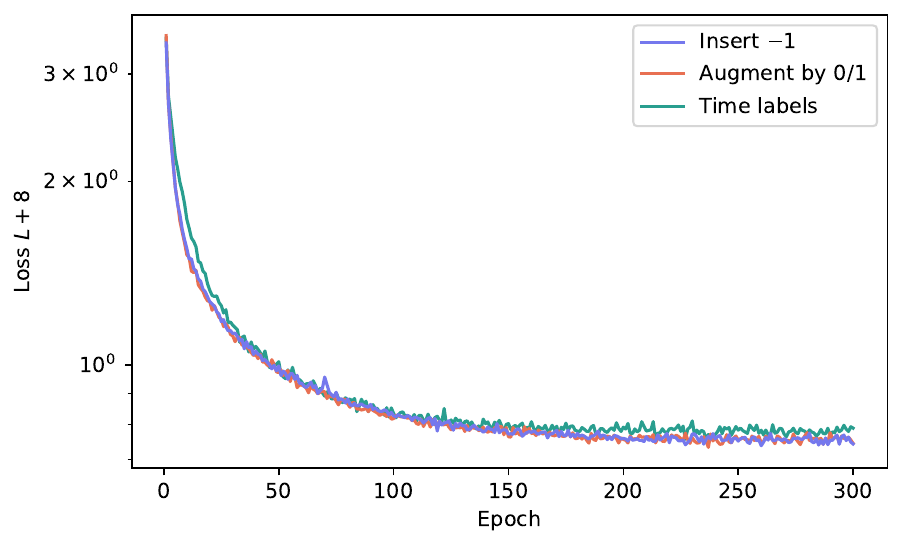 Insert −1
Augment by 0/1
Time labels
3 × 10⁰
2 × 10⁰
10⁰
Loss L + 8
0 50 100 150 200 250 300
Epoch